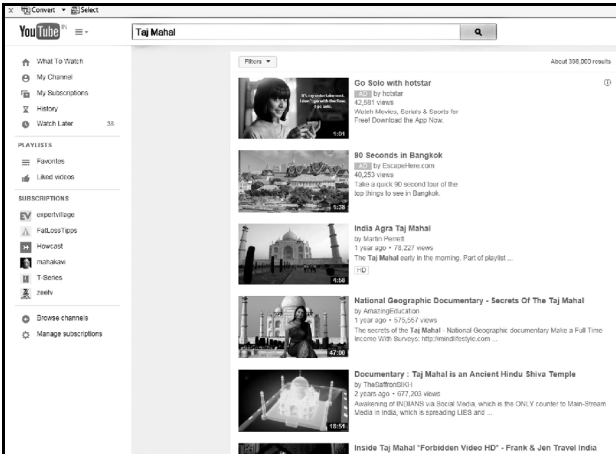 x Convert Select
YouTube IN
Taj Mahal
What To Watch
My Channel
My Subscriptions
History
Watch Later 38
PLAYLISTS
Favorites
Liked videos
SUBSCRIPTIONS
EV expertvillage
FatLossTipps
Howcast
mahakavi
T-Series
zeetv
Browse channels
Manage subscriptions
Filters
About 398,000 results
1:01
Go Solo with hotstar
AD by hotstar
42,581 views
Watch Movies, Serials & Sports for
Free! Download the App Now.
1:38
90 Seconds in Bangkok
AD by EscapeHere.com
40,253 views
Take a quick 90 second tour of the
top things to see in Bangkok.
4:58
India Agra Taj Mahal
by Martin Perrett
1 year ago • 78,227 views
The Taj Mahal early in the morning. Part of playlist ...
HD
47:00
National Geographic Documentary - Secrets Of The Taj Mahal
by AmazingEducation
1 year ago • 575,557 views
The secrets of the Taj Mahal - National Geographic documentary Make a Full Time
Income With Surveys: http://mindlifestyle.com ...
18:51
Documentary : Taj Mahal is an Ancient Hindu Shiva Temple
by TheSaffronSIKH
2 years ago • 677,203 views
Awakening of INDIANS via Social Media, which is the ONLY counter to Main-Stream
Media in India, which is spreading LIES and ...
Inside Taj Mahal "Forbidden Video HD" - Frank & Jen Travel India